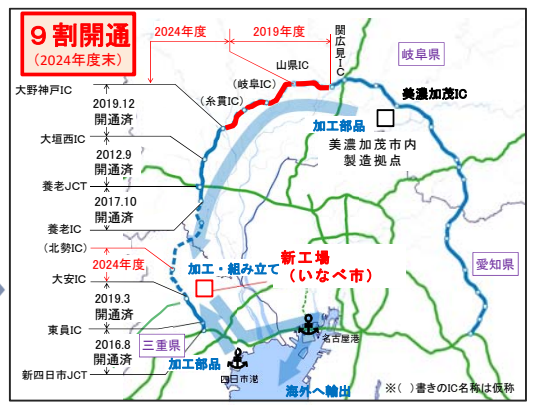 9割開通
（2024年度末）
2024年度
2019年度
関広見IC
岐阜県
山県IC
（岐阜IC）
（糸貫IC）
大野神戸IC
美濃加茂IC
加工部品
美濃加茂市内
製造拠点
2019.12
開通済
大垣西IC
2012.9
開通済
養老JCT
2017.10
開通済
養老IC
（北勢IC）
2024年度
大安IC
2019.3
開通済
東員IC
2016.8
開通済
新四日市JCT
加工・組み立て
新工場
（いなべ市）
愛知県
三重県
加工部品
名古屋港
四日市港
海外へ輸出
※（ ）書きのIC名称は仮称